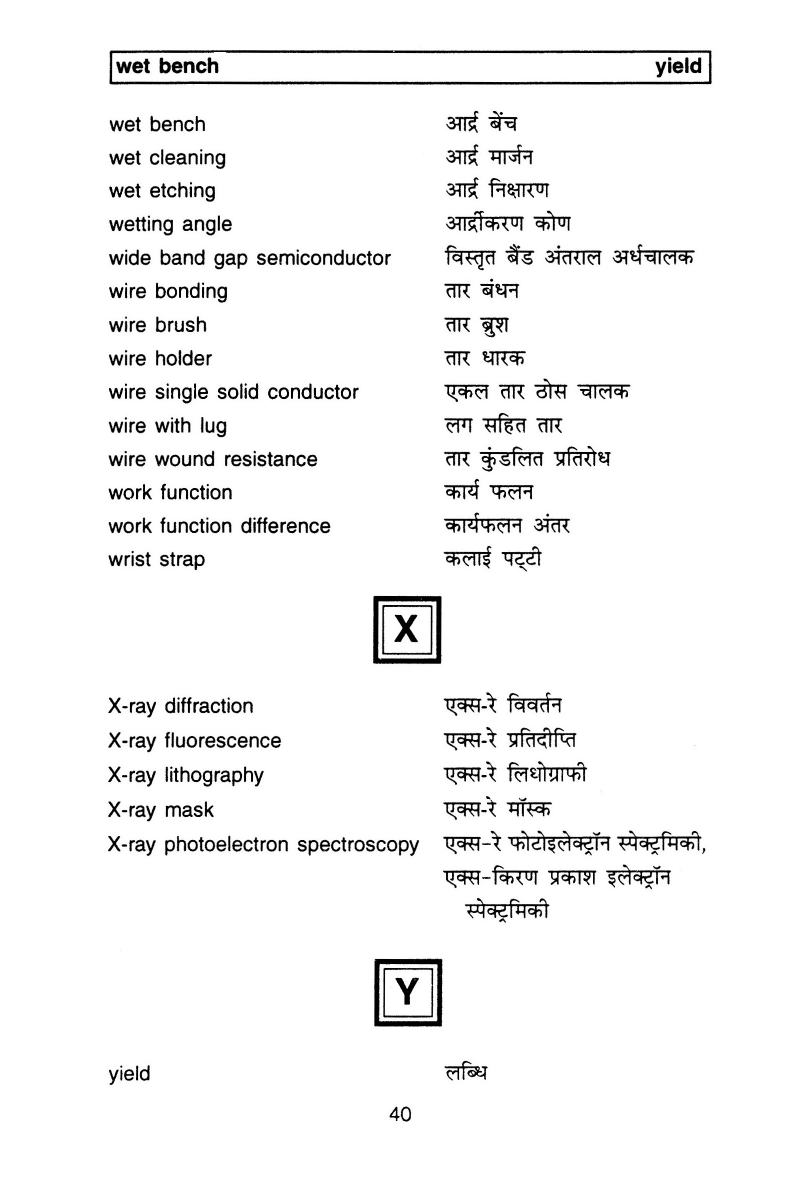 wet bench yield
wet bench आर्द्र बेंच
wet cleaning आर्द्र मार्जन
wet etching आर्द्र निक्षारण
wetting angle आर्द्रीकरण कोण
wide band gap semiconductor विस्तृत बैंड अंतराल अर्धचालक
wire bonding तार बंधन
wire brush तार ब्रुश
wire holder तार धारक
wire single solid conductor एकल तार ठोस चालक
wire with lug लग सहित तार
wire wound resistance तार कुंडलित प्रतिरोध
work function कार्य फलन
work function difference कार्यफलन अंतर
wrist strap कलाई पट्टी
X
X-ray diffraction एक्स-रे विवर्तन
X-ray fluorescence एक्स-रे प्रतिदीप्ति
X-ray lithography एक्स-रे लिथोग्राफी
X-ray mask एक्स-रे मॉस्क
X-ray photoelectron spectroscopy एक्स-रे फोटोइलेक्ट्रॉन स्पेक्ट्रमिकी,
एक्स-किरण प्रकाश इलेक्ट्रॉन
स्पेक्ट्रमिकी
Y
yield लब्धि
40